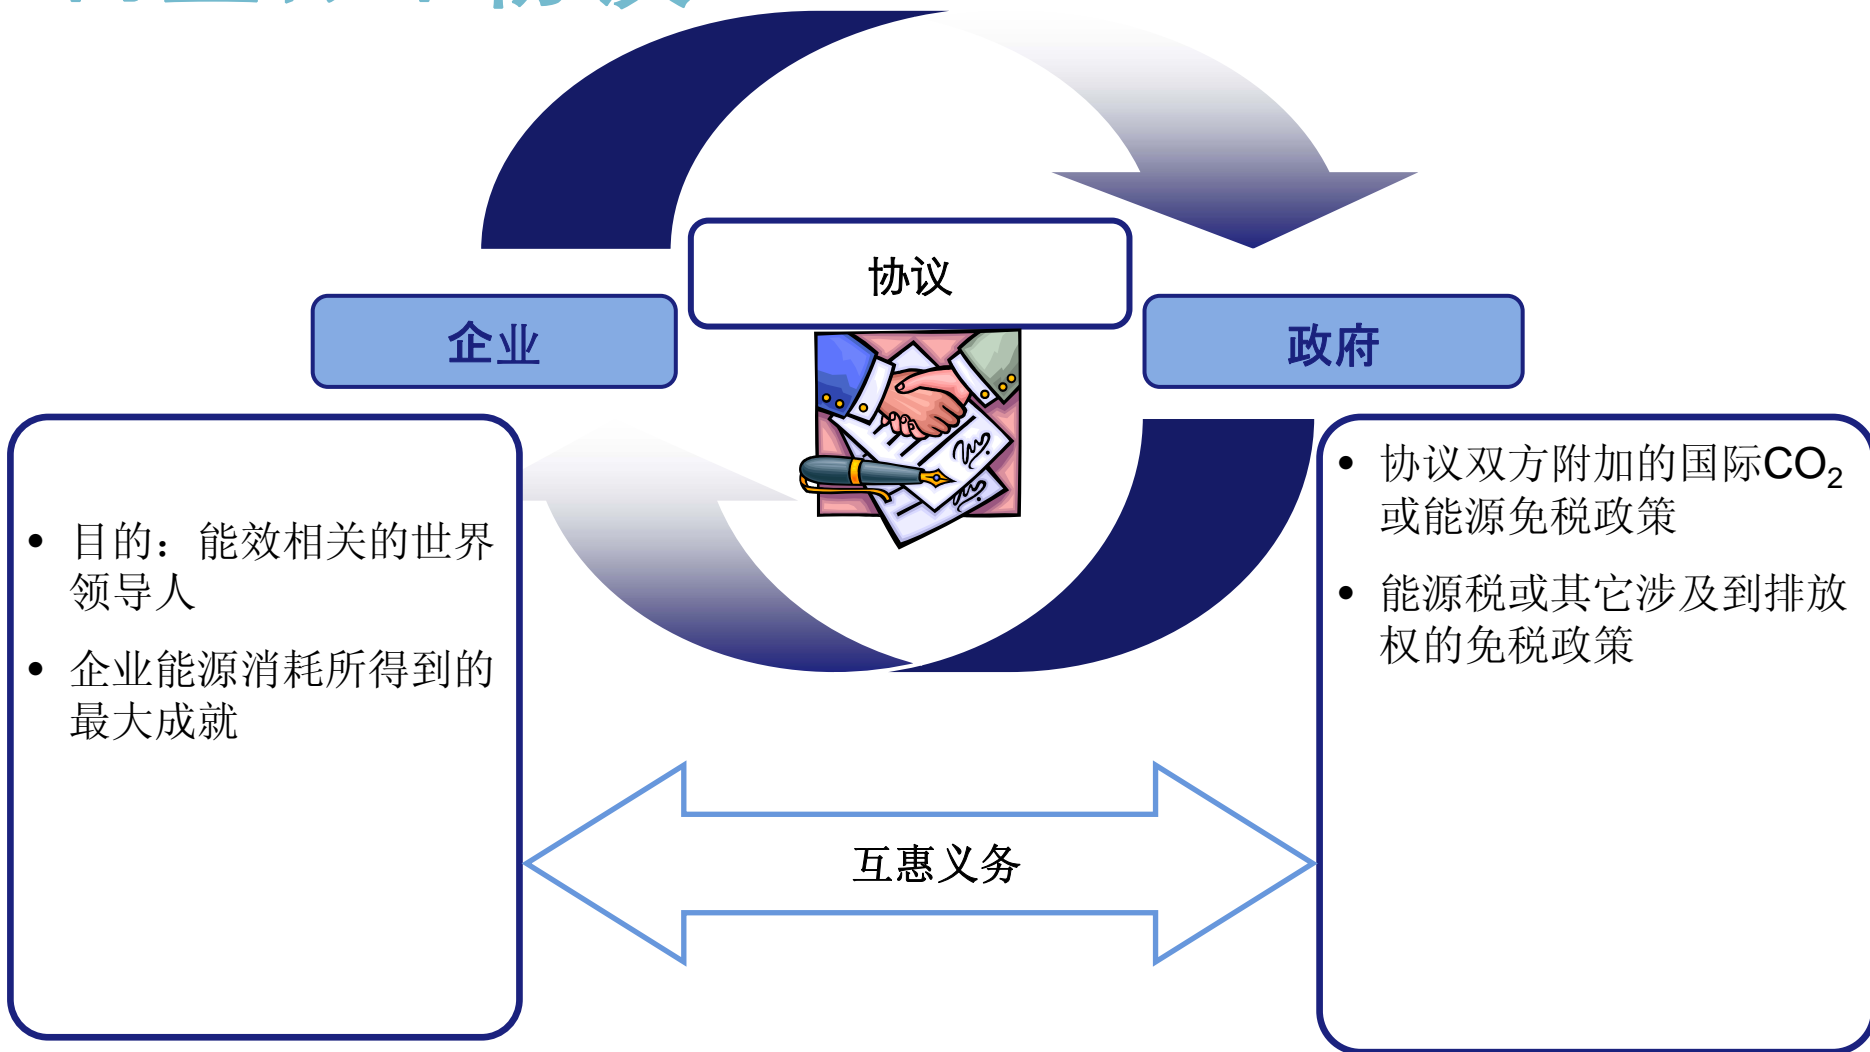 协议
企业
政府
目的：能效相关的世界
领导人
企业能源消耗所得到的
最大成就
协议双方附加的国际CO₂
或能源免税政策
能源税或其它涉及到排放
权的免税政策
互惠义务